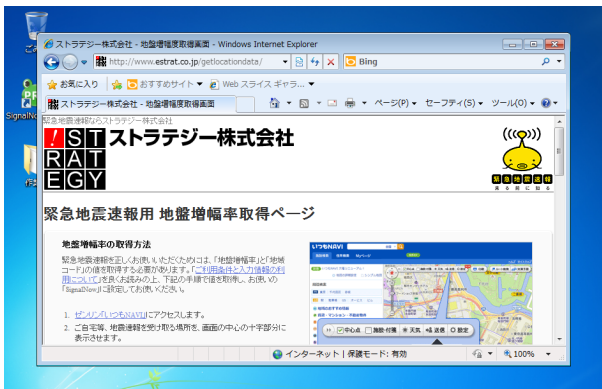 ストラテジー株式会社 - 地盤増幅度取得画面 - Windows Internet Explorer
http://www.estrat.co.jp/getlocationdata/
Bing
お気に入り
おすすめサイト ▼
Web スライス ギャラ... ▼
ストラテジー株式会社 - 地盤増幅度取得画面
ページ(P) ▼ セーフティ(S) ▼ ツール(O) ▼
緊急地震速報ならストラテジー株式会社
!ST
RAT
EGY
ストラテジー株式会社
緊急地震速報
来る前に知る
緊急地震速報用 地盤増幅率取得ページ
地盤増幅率の取得方法
緊急地震速報を正しくお使いいただくためには、「地盤増幅率」と「地域
コード」の値を取得する必要があります。「ご利用条件と入力情報の利
用について」を良くお読みの上、下記の手順で値を取得し、お使いの
「SignalNow」に設定してお使いください。
1. ゼンリン「いつもNAVI」にアクセスします。
2. ご自宅等、地震速報を受け取る場所を、画面の中心の十字部分に
表示させます。
いつもNAVI
中心点 施設・付箋 天気 送信 設定
インターネット | 保護モード: 有効
100%
SignalNo